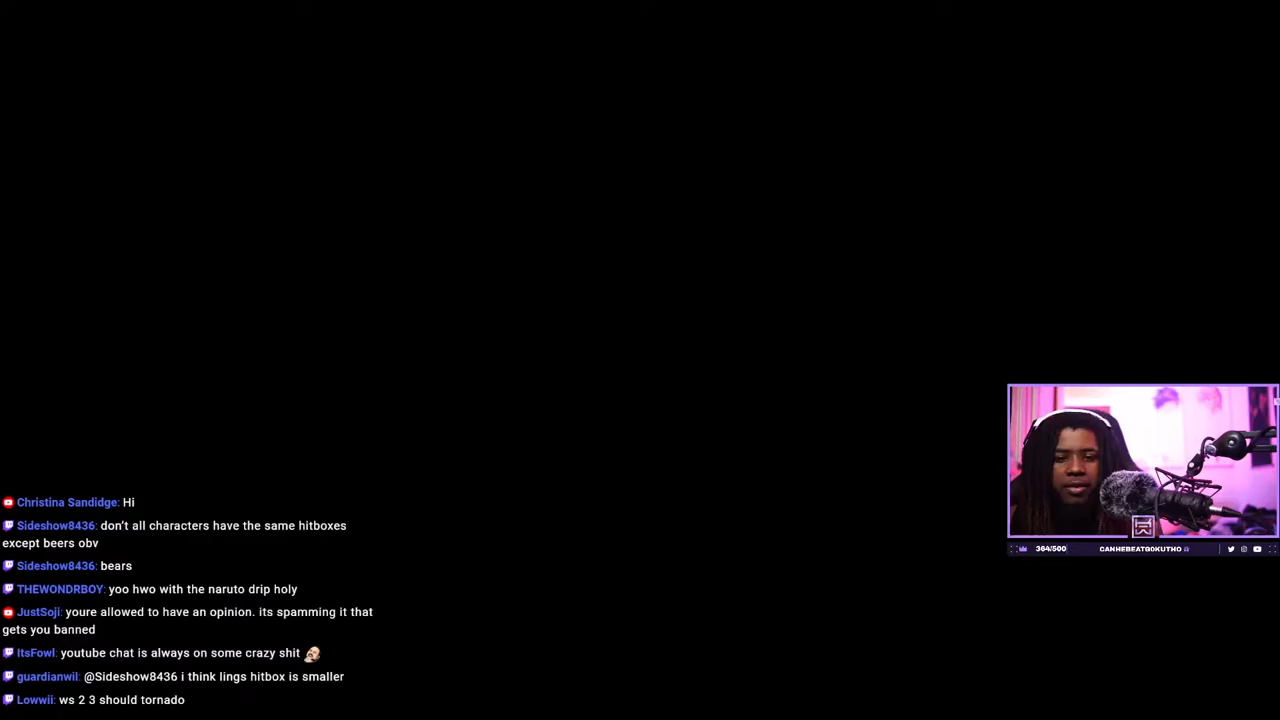 Christina Sandidge: Hi
Sideshow8436: don't all characters have the same hitboxes
except beers obv
Sideshow8436: bears
THEWONDRBOY: yoo hwo with the naruto drip holy
JustSoji: youre allowed to have an opinion. its spamming it that
gets you banned
ItsFowl: youtube chat is always on some crazy shit
guardianwil: @Sideshow8436 i think lings hitbox is smaller
Lowwii: ws 2 3 should tornado
364/500
CANHEBEATGOKUTHO